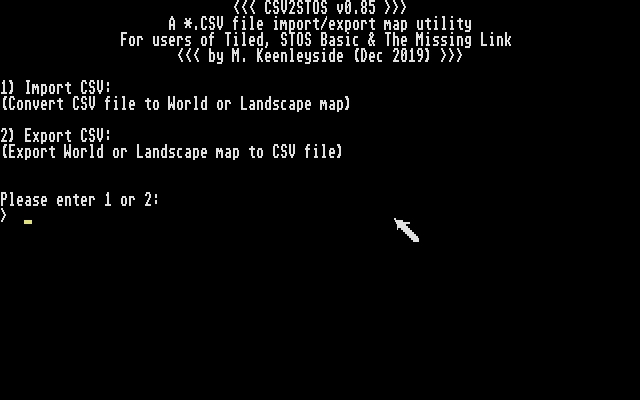 <<< CSV2STOS v0.85 >>>
A *.CSV file import/export map utility
For users of Tiled, STOS Basic & The Missing Link
<<< by M. Keenleyside (Dec 2019) >>>
1) Import CSV:
(Convert CSV file to World or Landscape map)
2) Export CSV:
(Export World or Landscape map to CSV file)
Please enter 1 or 2:
> _